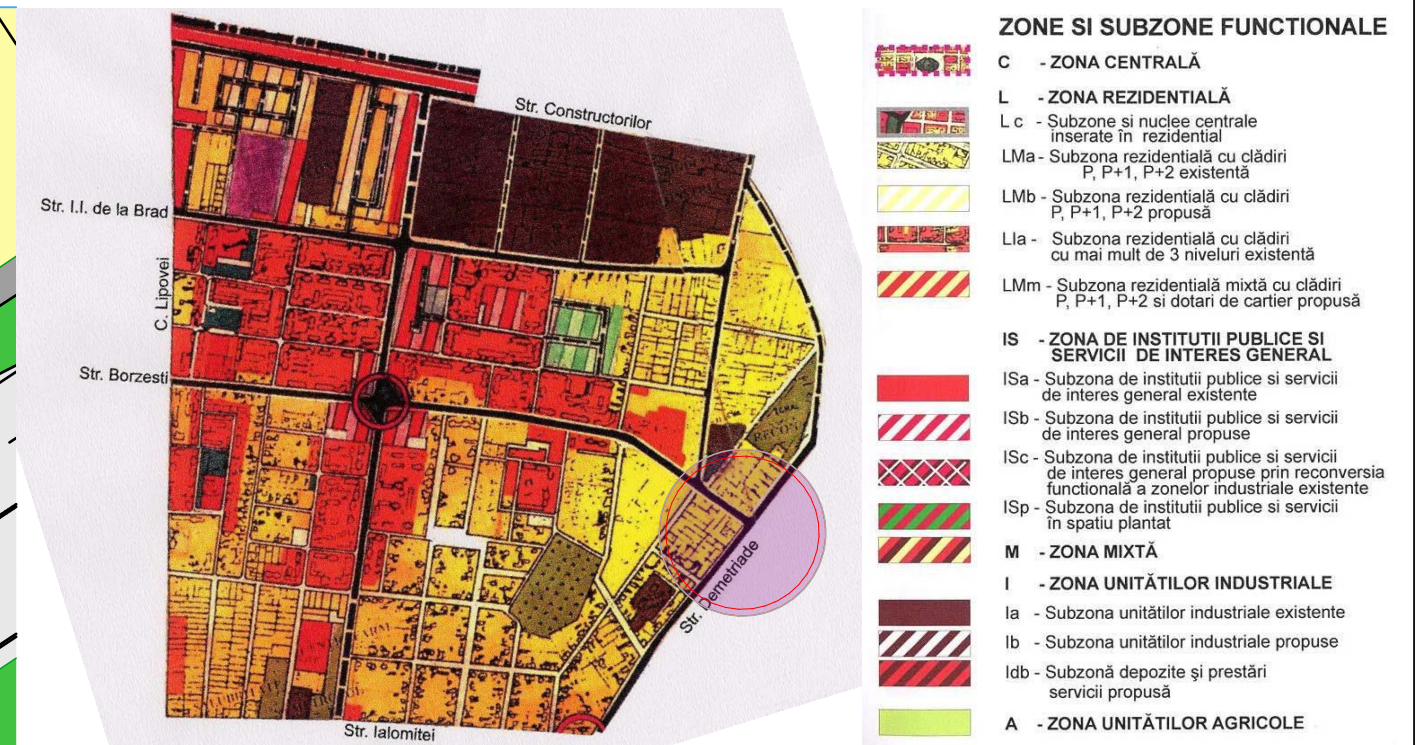 Str. Constructorilor
Str. I.I. de la Brad
C. Lipovei
Str. Borzesti
Str. Demetriade
Str. Ialomitei
ZONE SI SUBZONE FUNCTIONALE
C - ZONA CENTRALĂ
L - ZONA REZIDENTIALĂ
L c - Subzone si nuclee centrale
inserate în rezidential
LMa - Subzona rezidentială cu clădiri
P, P+1, P+2 existentă
LMb - Subzona rezidentială cu clădiri
P, P+1, P+2 propusă
LIa - Subzona rezidentială cu clădiri
cu mai mult de 3 niveluri existentă
LMm - Subzona rezidentială mixtă cu clădiri
P, P+1, P+2 si dotari de cartier propusă
IS - ZONA DE INSTITUTII PUBLICE SI
SERVICII DE INTERES GENERAL
ISa - Subzona de institutii publice si servicii
de interes general existente
ISb - Subzona de institutii publice si servicii
de interes general propuse
ISc - Subzona de institutii publice si servicii
de interes general propuse prin reconversia
functională a zonelor industriale existente
ISp - Subzona de institutii publice si servicii
în spatiu plantat
M - ZONA MIXTĂ
I - ZONA UNITĂTILOR INDUSTRIALE
Ia - Subzona unitătilor industriale existente
Ib - Subzona unitătilor industriale propuse
Idb - Subzonă depozite şi prestări
servicii propusă
A - ZONA UNITĂTILOR AGRICOLE